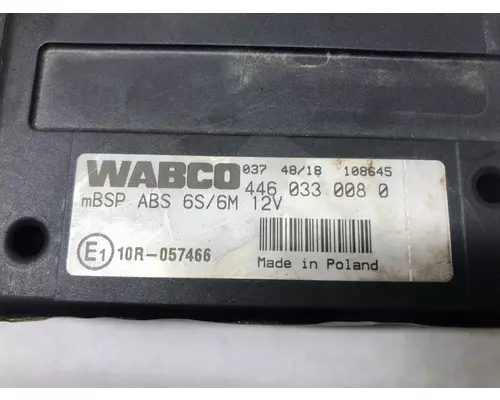 WABCO 037 48/18 108645
446 033 008 0
mBSP ABS 6S/6M 12V
E1 10R-057466
Made in Poland